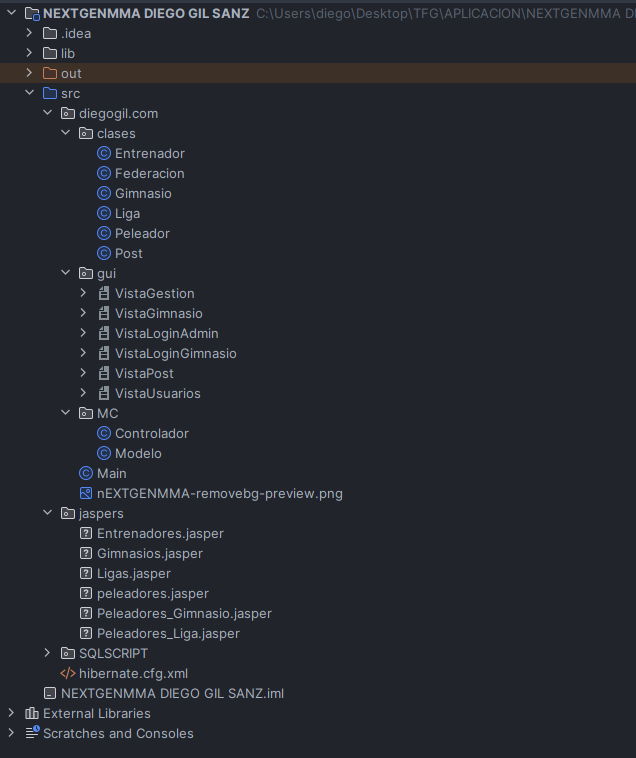 NEXTGENMMA DIEGO GIL SANZ C:\Users\diego\Desktop\TFG\APLICACION\NEXTGENMMA D
.idea
lib
out
src
diegogil.com
clases
Entrenador
Federacion
Gimnasio
Liga
Peleador
Post
gui
VistaGestion
VistaGimnasio
VistaLoginAdmin
VistaLoginGimnasio
VistaPost
VistaUsuarios
MC
Controlador
Modelo
Main
nEXTGENMMA-removebg-preview.png
jaspers
Entrenadores.jasper
Gimnasios.jasper
Ligas.jasper
peleadores.jasper
Peleadores_Gimnasio.jasper
Peleadores_Liga.jasper
SQLSCRIPT
hibernate.cfg.xml
NEXTGENMMA DIEGO GIL SANZ.iml
External Libraries
Scratches and Consoles